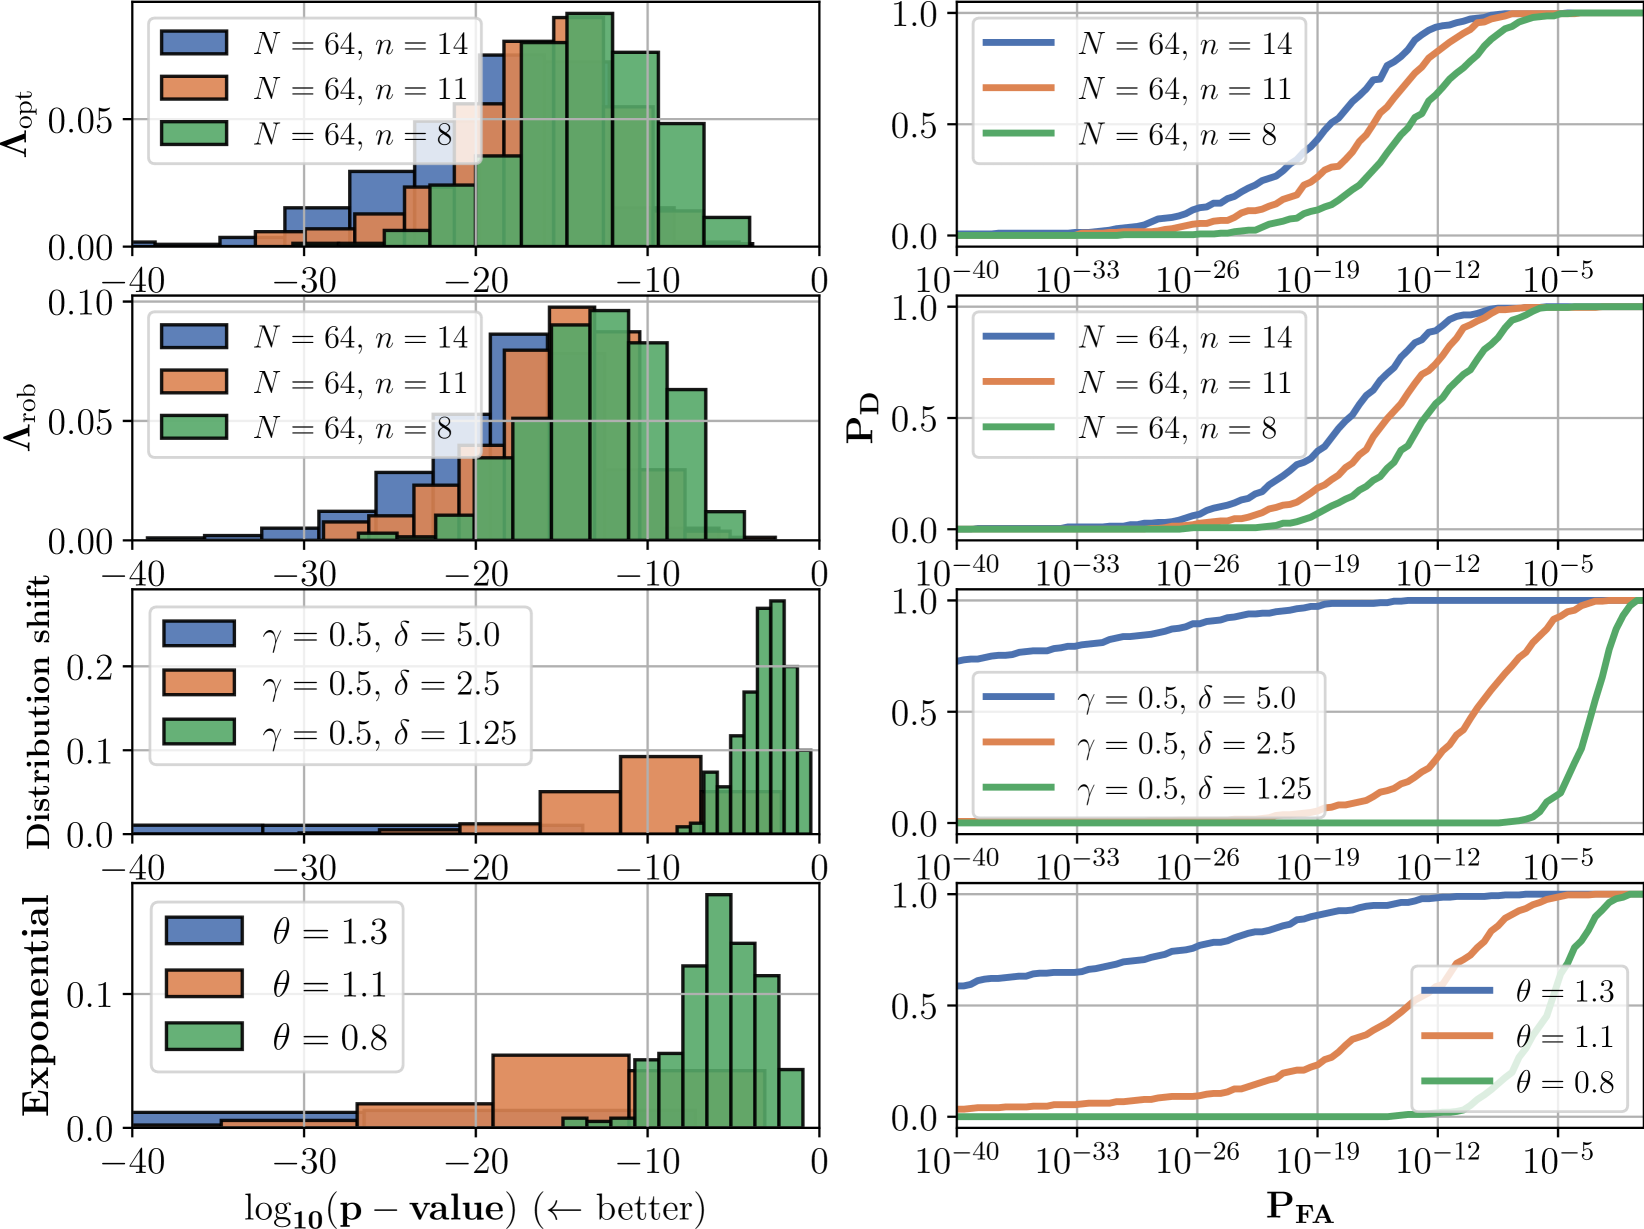 Λopt
0.05
0.00
N = 64, n = 14
N = 64, n = 11
N = 64, n = 8
−40 −30 −20 −10 0
1.0
0.5
0.0
N = 64, n = 14
N = 64, n = 11
N = 64, n = 8
10−40 10−33 10−26 10−19 10−12 10−5
Λrob
0.10
0.05
0.00
N = 64, n = 14
N = 64, n = 11
N = 64, n = 8
−40 −30 −20 −10 0
PD
1.0
0.5
0.0
N = 64, n = 14
N = 64, n = 11
N = 64, n = 8
10−40 10−33 10−26 10−19 10−12 10−5
Distribution shift
0.2
0.1
0.0
γ = 0.5, δ = 5.0
γ = 0.5, δ = 2.5
γ = 0.5, δ = 1.25
−40 −30 −20 −10 0
1.0
0.5
0.0
γ = 0.5, δ = 5.0
γ = 0.5, δ = 2.5
γ = 0.5, δ = 1.25
10−40 10−33 10−26 10−19 10−12 10−5
Exponential
0.1
0.0
θ = 1.3
θ = 1.1
θ = 0.8
−40 −30 −20 −10 0
log10(p − value) (← better)
1.0
0.5
0.0
θ = 1.3
θ = 1.1
θ = 0.8
10−40 10−33 10−26 10−19 10−12 10−5
PFA